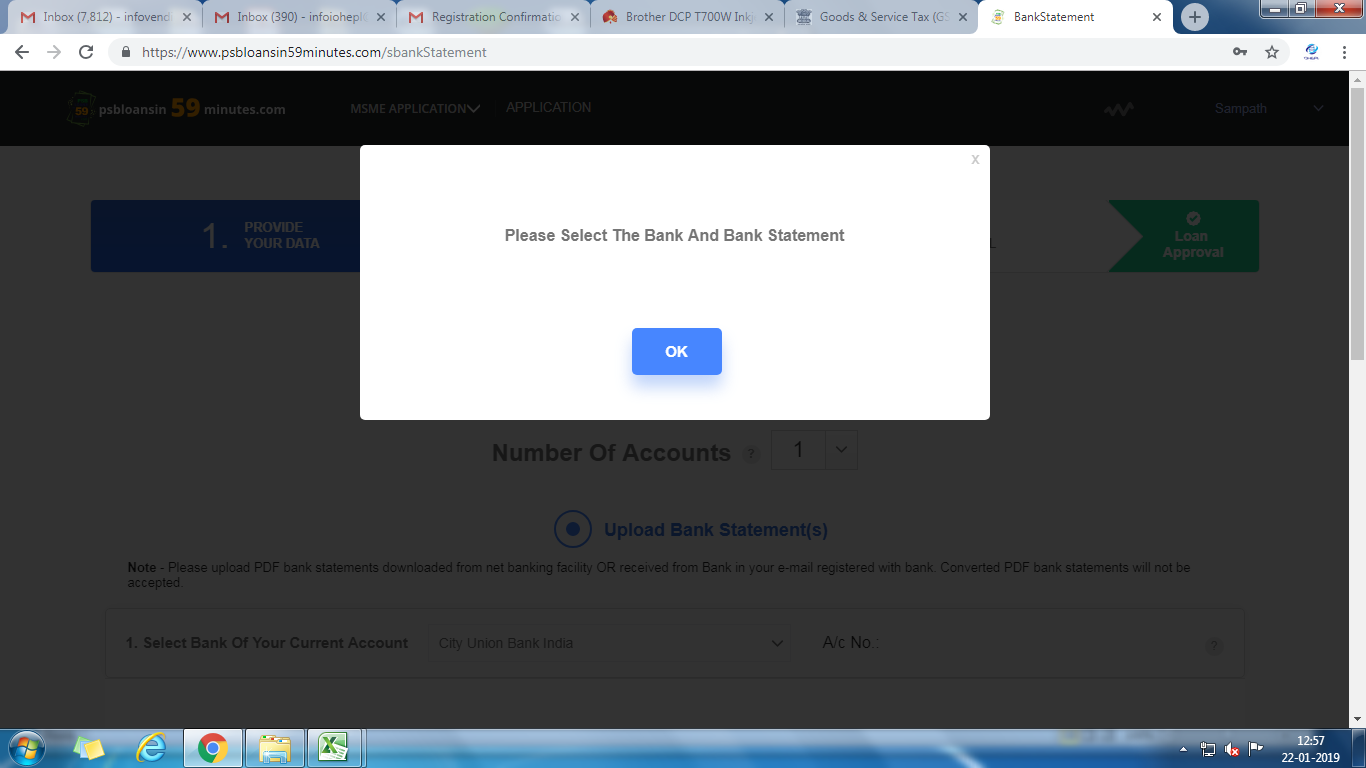 Inbox (7,812) - infovend
Inbox (390) - infoiohepl
Registration Confirmatio
Brother DCP T700W Inkj
Goods & Service Tax (GS
BankStatement
https://www.psbloansin59minutes.com/sbankStatement
psbloansin 59 minutes.com
MSME APPLICATION
APPLICATION
Sampath
x
1. PROVIDE
YOUR DATA
Please Select The Bank And Bank Statement
Loan
Approval
OK
Number Of Accounts ? 1
Upload Bank Statement(s)
Note - Please upload PDF bank statements downloaded from net banking facility OR received from Bank in your e-mail registered with bank. Converted PDF bank statements will not be
accepted.
1. Select Bank Of Your Current Account City Union Bank India A/c No.: ?
12:57
22-01-2019